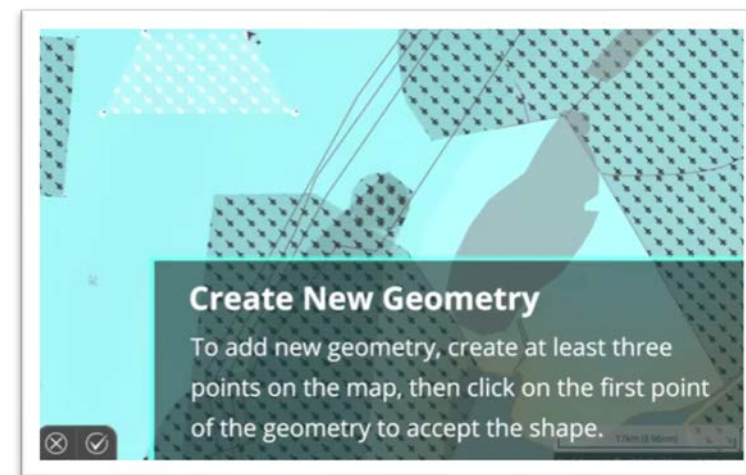 Create New Geometry
To add new geometry, create at least three
points on the map, then click on the first point
of the geometry to accept the shape.